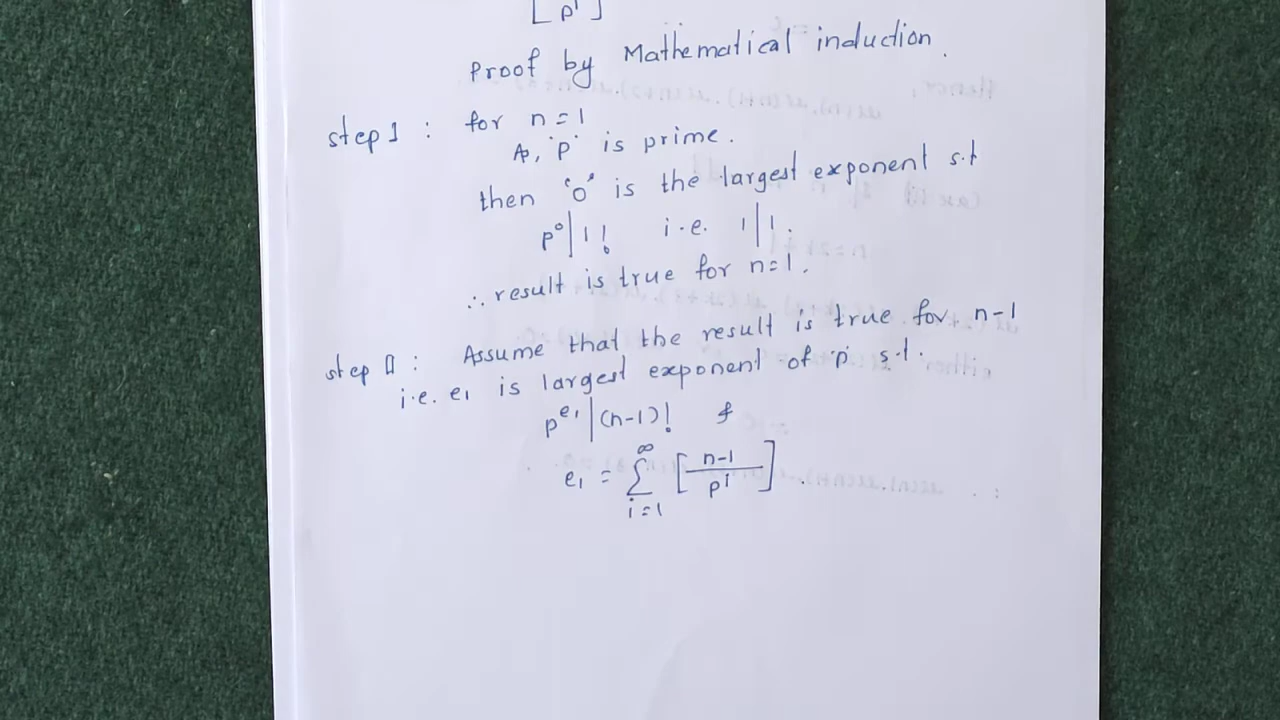 [ pⁱ ]
Proof by Mathematical induction.
step 1 : for n = 1
As, 'p' is prime.
then '0' is the largest exponent s.t
p⁰ | 1! i.e. 1 | 1.
∴ result is true for n=1.
step II : Assume that the result is true for n-1
i.e. e₁ is largest exponent of 'p' s.t.
p^e₁ | (n-1)! &
e₁ = ∑_{i=1}^{∞} [ (n-1)/pⁱ ].